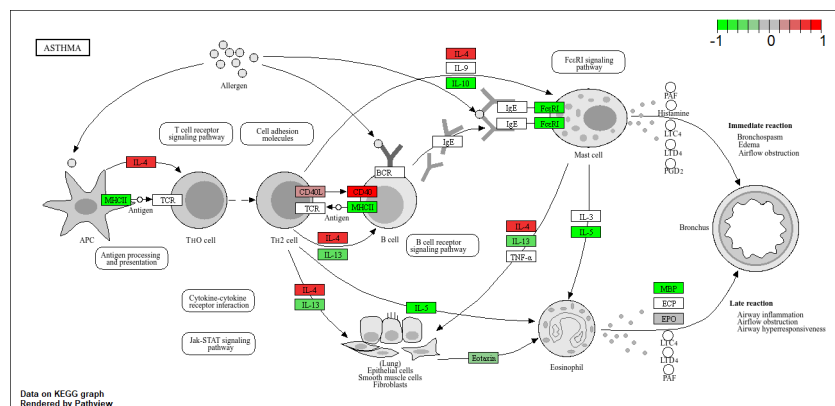 ASTHMA
-1 0 1
Allergen
IL-4
IL-9
IL-10
FcεRI signaling
pathway
T cell receptor
signaling pathway
Cell adhesion
molecules
IgE
FcεRI
IgE
FcεRI
Mast cell
PAF
Histamine
LTC4
LTD4
PGD2
Immediate reaction
Bronchospasm
Edema
Airflow obstruction
IgE
BCR
IL-4
MHCII
Antigen
TCR
APC
TH0 cell
CD40L
CD40
TCR
MHCII
Antigen
TH2 cell
B cell
IL-4
IL-13
B cell receptor
signaling pathway
Antigen processing
and presentation
IL-4
IL-13
TNF-α
IL-3
IL-5
Bronchus
Cytokine-cytokine
receptor interaction
IL-4
IL-13
IL-5
Jak-STAT signaling
pathway
(Lung)
Epithelial cells
Smooth muscle cells
Fibroblasts
Eotaxin
Eosinophil
MBP
ECP
EPO
LTC4
LTD4
PAF
Late reaction
Airway inflammation
Airflow obstruction
Airway hyperresponsiveness
Data on KEGG graph
Rendered by Pathview